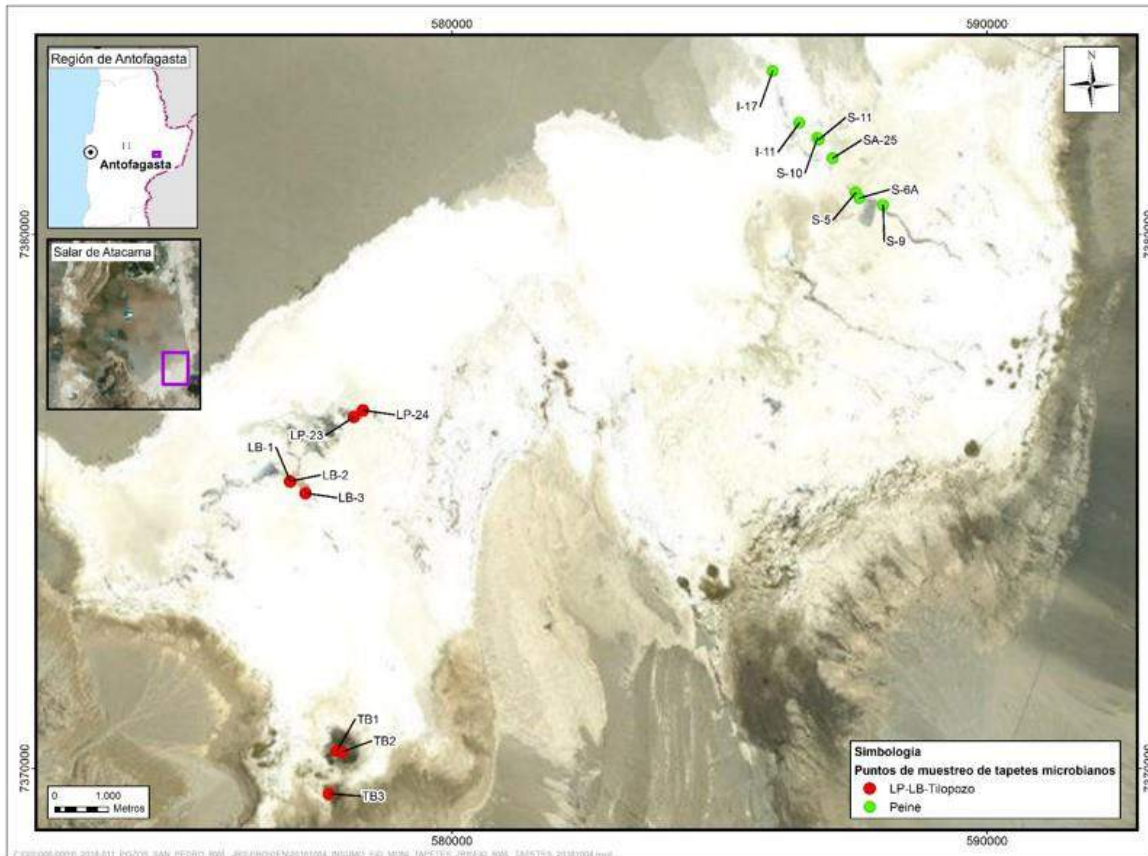 580000
590000
Región de Antofagasta
Antofagasta
Salar de Atacama
7380000
7380000
I-17
I-11
S-11
SA-25
S-10
S-6A
S-5
S-9
LP-24
LP-23
LB-1
LB-2
LB-3
TB1
TB2
TB3
7370000
7370000
0 1.000
Metros
Simbología
Puntos de muestreo de tapetes microbianos
LP-LB-Tilopozo
Peine
580000
590000